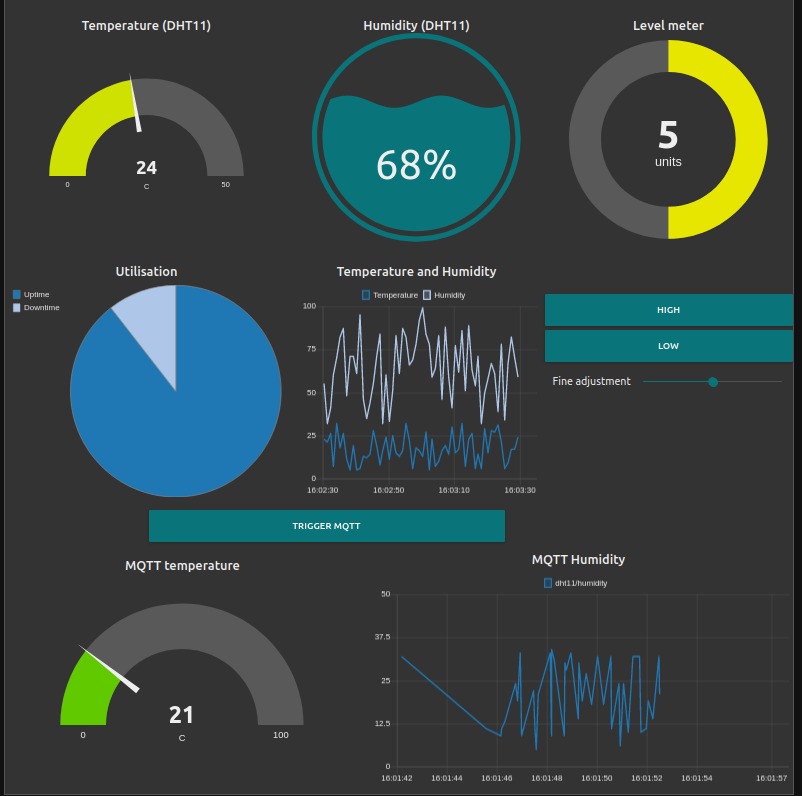 Temperature (DHT11)
24
C
0
50
Humidity (DHT11)
68%
Level meter
5
units
Utilisation
Uptime
Downtime
Temperature and Humidity
Temperature Humidity
100
75
50
25
0
16:02:30 16:02:50 16:03:10 16:03:30
HIGH
LOW
Fine adjustment
TRIGGER MQTT
MQTT temperature
21
C
0
100
MQTT Humidity
dht11/humidity
50
37.5
25
12.5
0
16:01:42 16:01:44 16:01:46 16:01:48 16:01:50 16:01:52 16:01:54 16:01:57